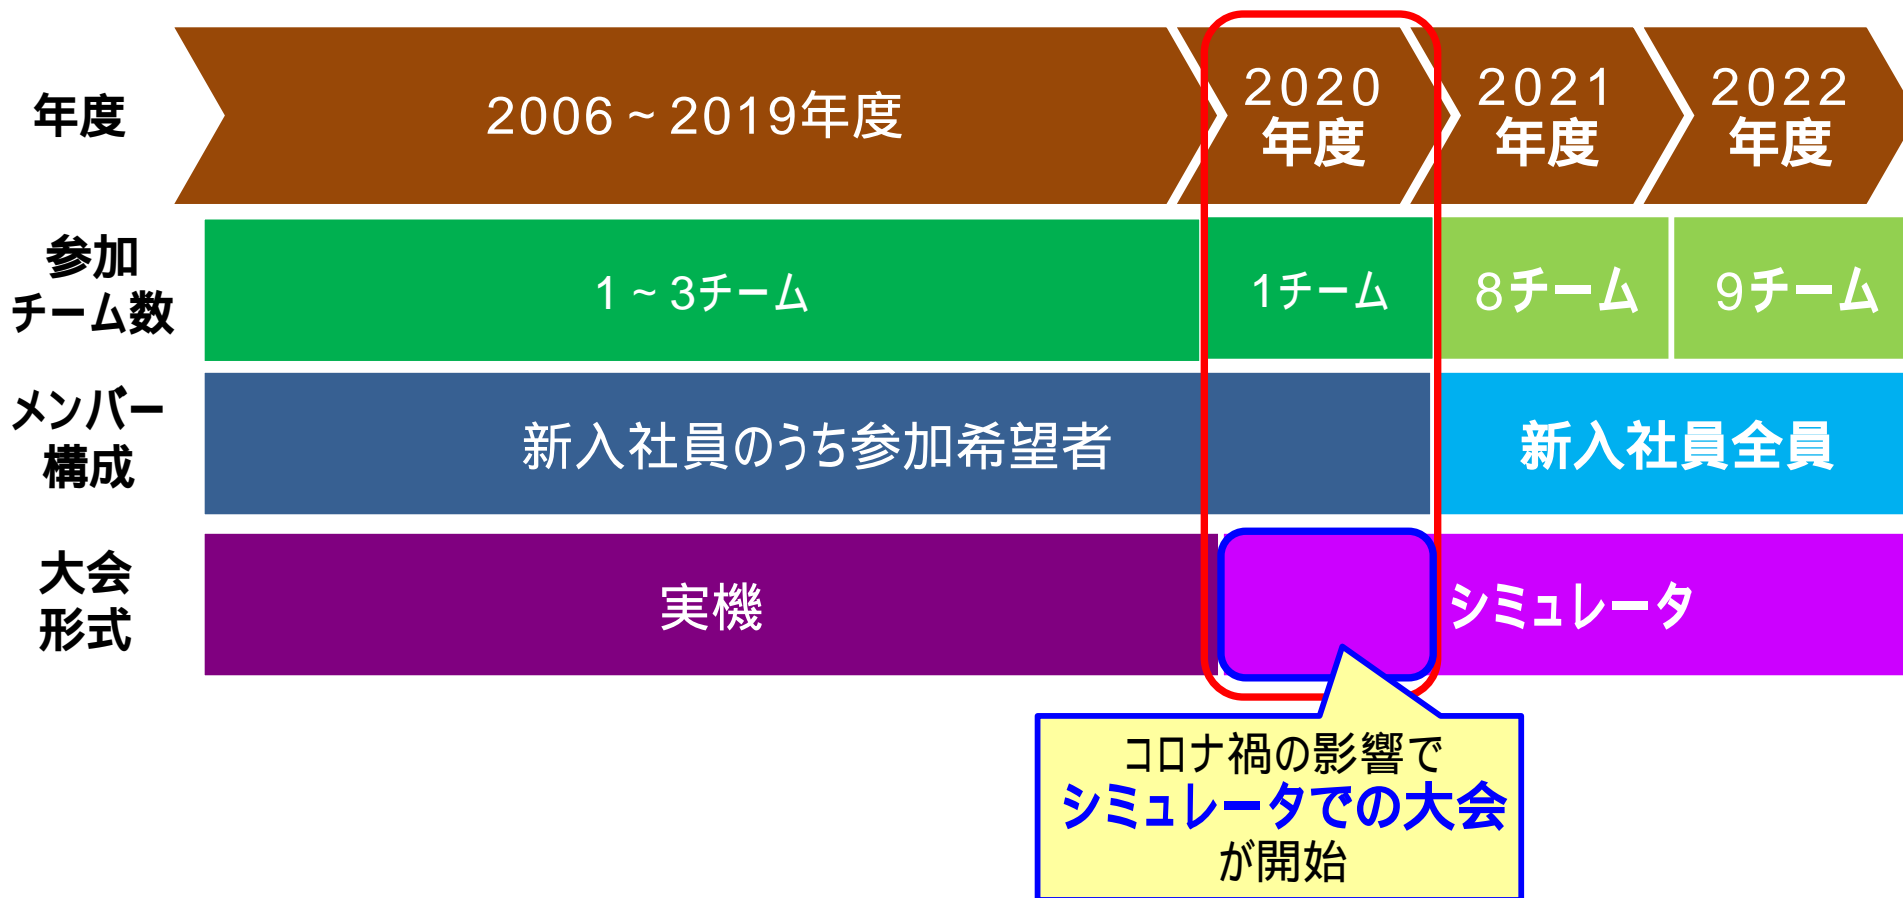 年度
2006～2019年度
2020
年度
2021
年度
2022
年度
参加
チーム数
1～3チーム
1チーム
8チーム
9チーム
メンバー
構成
新入社員のうち参加希望者
新入社員全員
大会
形式
実機
シミュレータ
コロナ禍の影響で
シミュレータでの大会
が開始